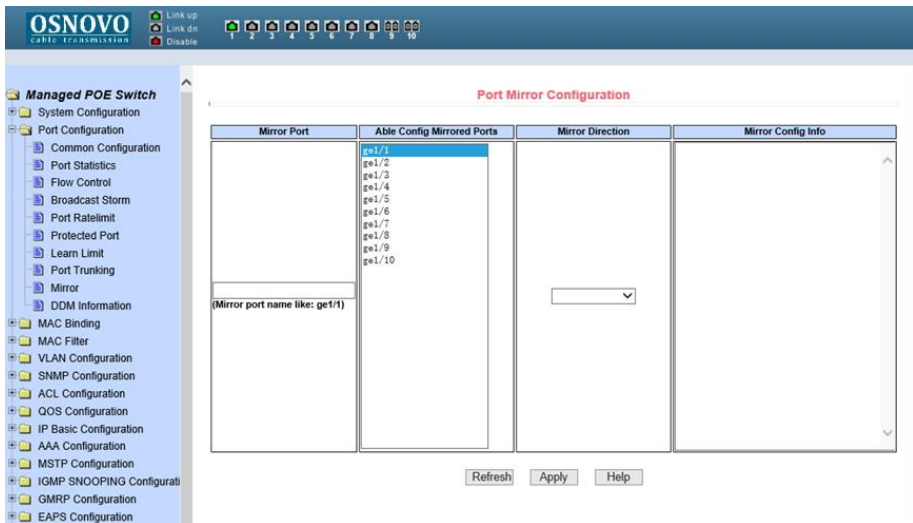 OSNOVO
cable transmission
Link up
Link dn
Disable
1 2 3 4 5 6 7 8 9 10
Managed POE Switch
System Configuration
Port Configuration
Common Configuration
Port Statistics
Flow Control
Broadcast Storm
Port Ratelimit
Protected Port
Learn Limit
Port Trunking
Mirror
DDM Information
MAC Binding
MAC Filter
VLAN Configuration
SNMP Configuration
ACL Configuration
QOS Configuration
IP Basic Configuration
AAA Configuration
MSTP Configuration
IGMP SNOOPING Configurati
GMRP Configuration
EAPS Configuration
Port Mirror Configuration
Mirror Port
Able Config Mirrored Ports
Mirror Direction
Mirror Config Info
(Mirror port name like: ge1/1)
ge1/1
ge1/2
ge1/3
ge1/4
ge1/5
ge1/6
ge1/7
ge1/8
ge1/9
ge1/10
Refresh
Apply
Help